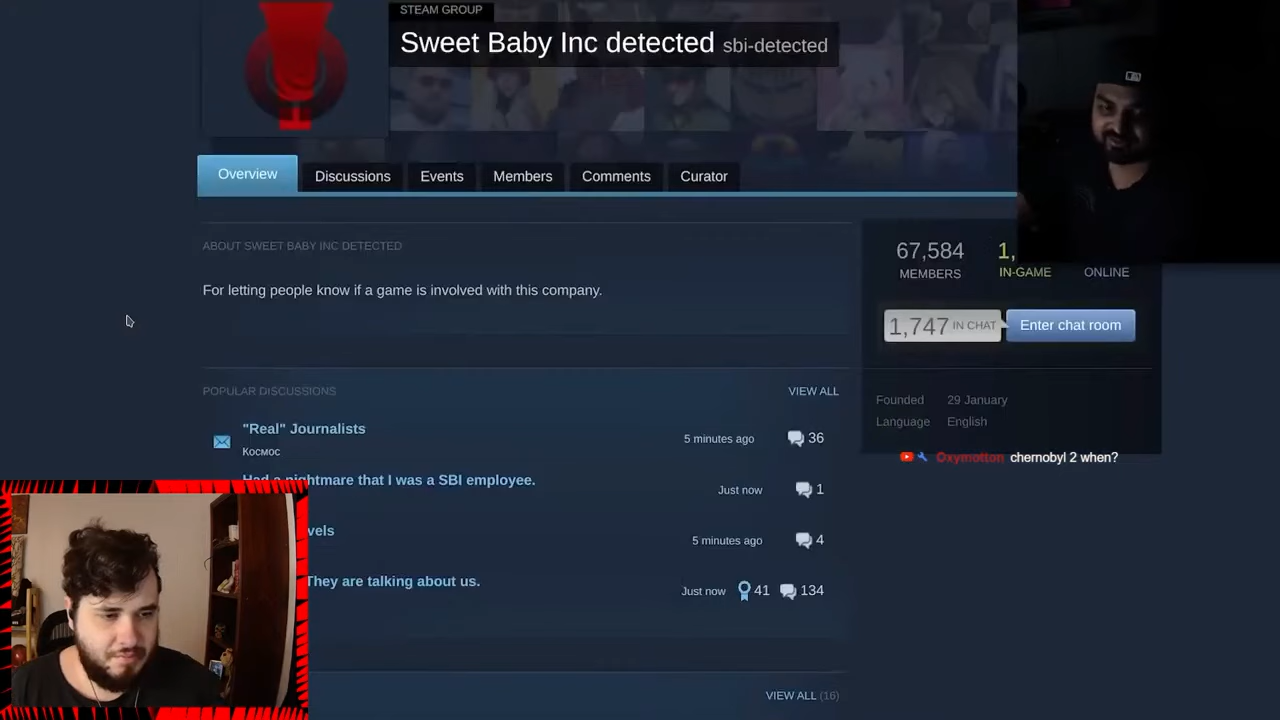 STEAM GROUP
Sweet Baby Inc detected sbi-detected
Overview
Discussions
Events
Members
Comments
Curator
ABOUT SWEET BABY INC DETECTED
For letting people know if a game is involved with this company.
67,584
MEMBERS
1,
IN-GAME
ONLINE
1,747 IN CHAT
Enter chat room
Founded 29 January
Language English
POPULAR DISCUSSIONS
VIEW ALL
"Real" Journalists
Космос
5 minutes ago
36
Had a nightmare that I was a SBI employee.
Just now
1
vels
5 minutes ago
4
They are talking about us.
Just now
41
134
VIEW ALL (16)
Oxymotton chernobyl 2 when?